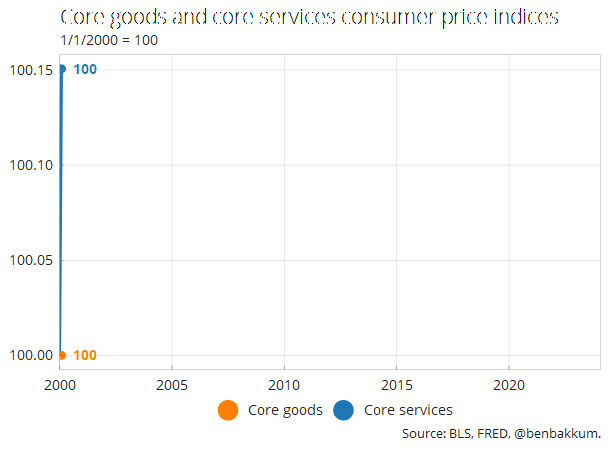 Core goods and core services consumer price indices
1/1/2000 = 100
100.15
100
100.10
100.05
100.00
100
2000 2005 2010 2015 2020
Core goods Core services
Source: BLS, FRED, @benbakkum.